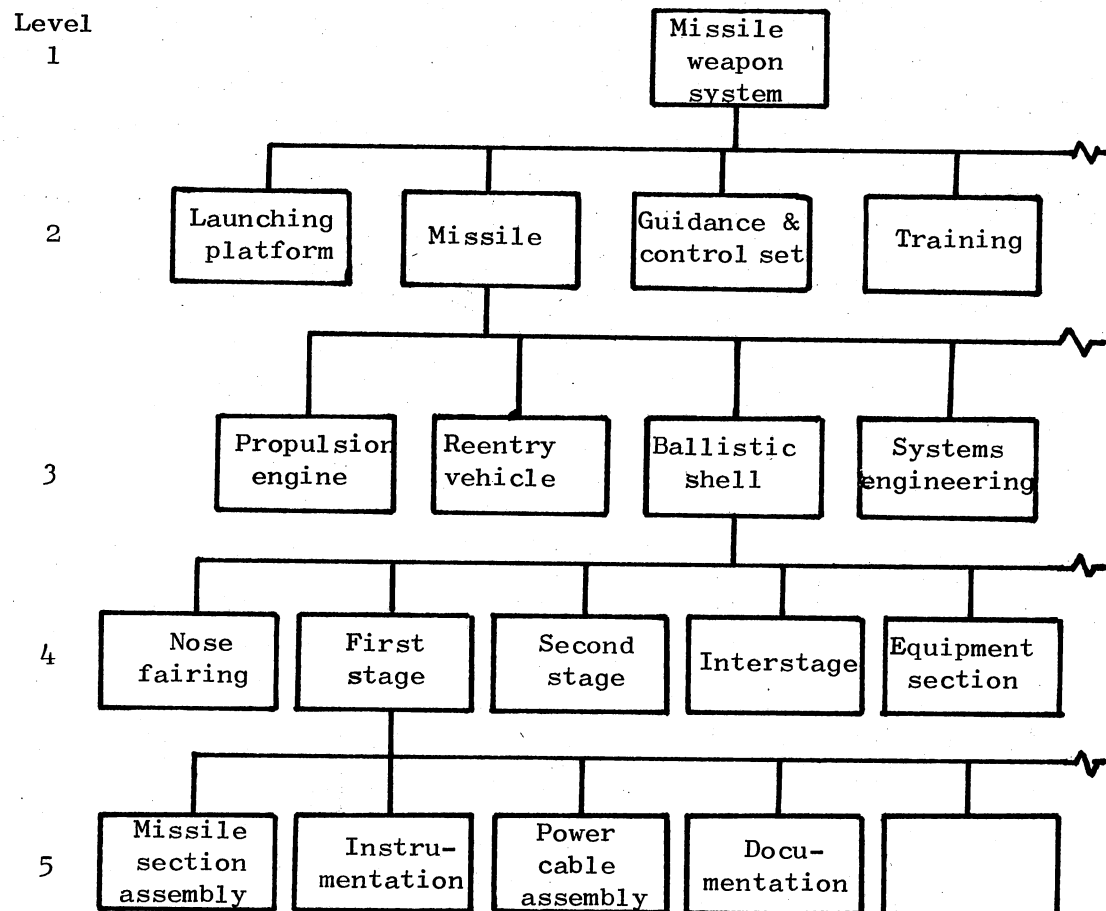 Level
1
Missile
weapon
system
2
Launching
platform
Missile
Guidance &
control set
Training
3
Propulsion
engine
Reentry
vehicle
Ballistic
shell
Systems
engineering
4
Nose
fairing
First
stage
Second
stage
Interstage
Equipment
section
5
Missile
section
assembly
Instru-
mentation
Power
cable
assembly
Docu-
mentation